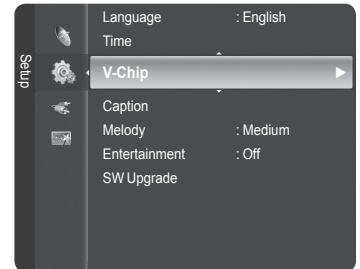 Setup
Language : English
Time
V-Chip
Caption
Melody : Medium
Entertainment : Off
SW Upgrade